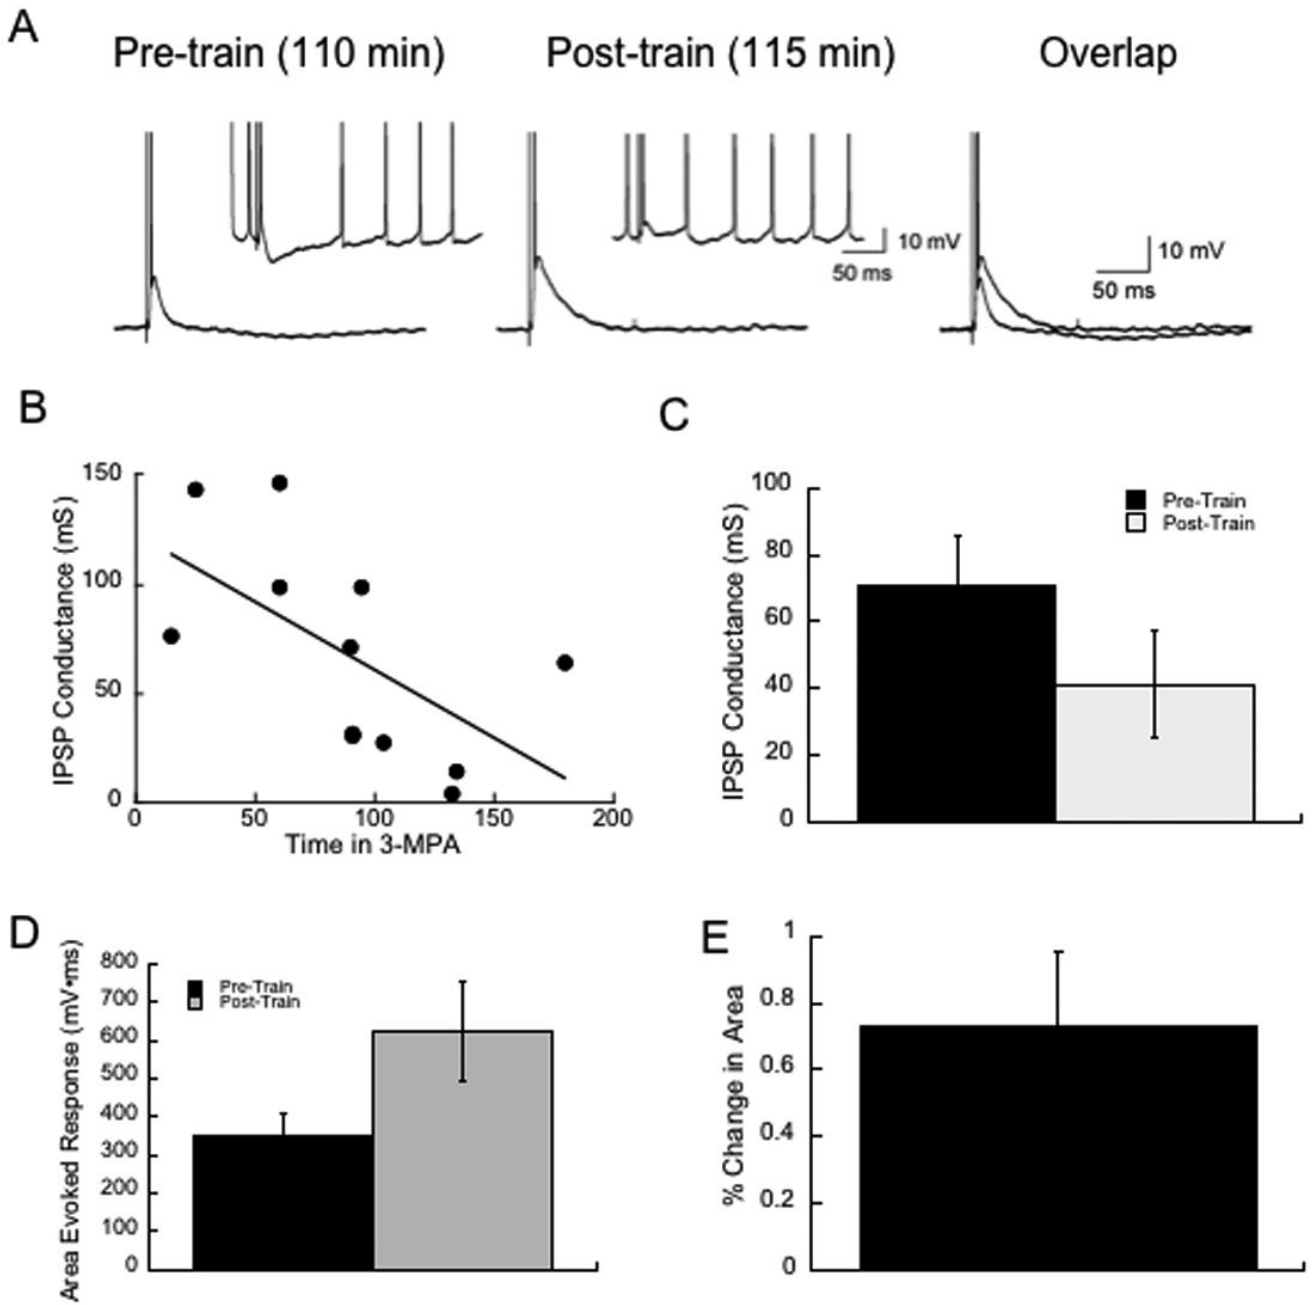 A
Pre-train (110 min)
Post-train (115 min)
Overlap
10 mV
50 ms
10 mV
50 ms
B
IPSP Conductance (mS)
150
100
50
0
0 50 100 150 200
Time in 3-MPA
C
IPSP Conductance (mS)
100
80
60
40
20
0
Pre-Train
Post-Train
D
Area Evoked Response (mV•ms)
800
700
600
500
400
300
200
100
0
Pre-Train
Post-Train
E
% Change in Area
1
0.8
0.6
0.4
0.2
0